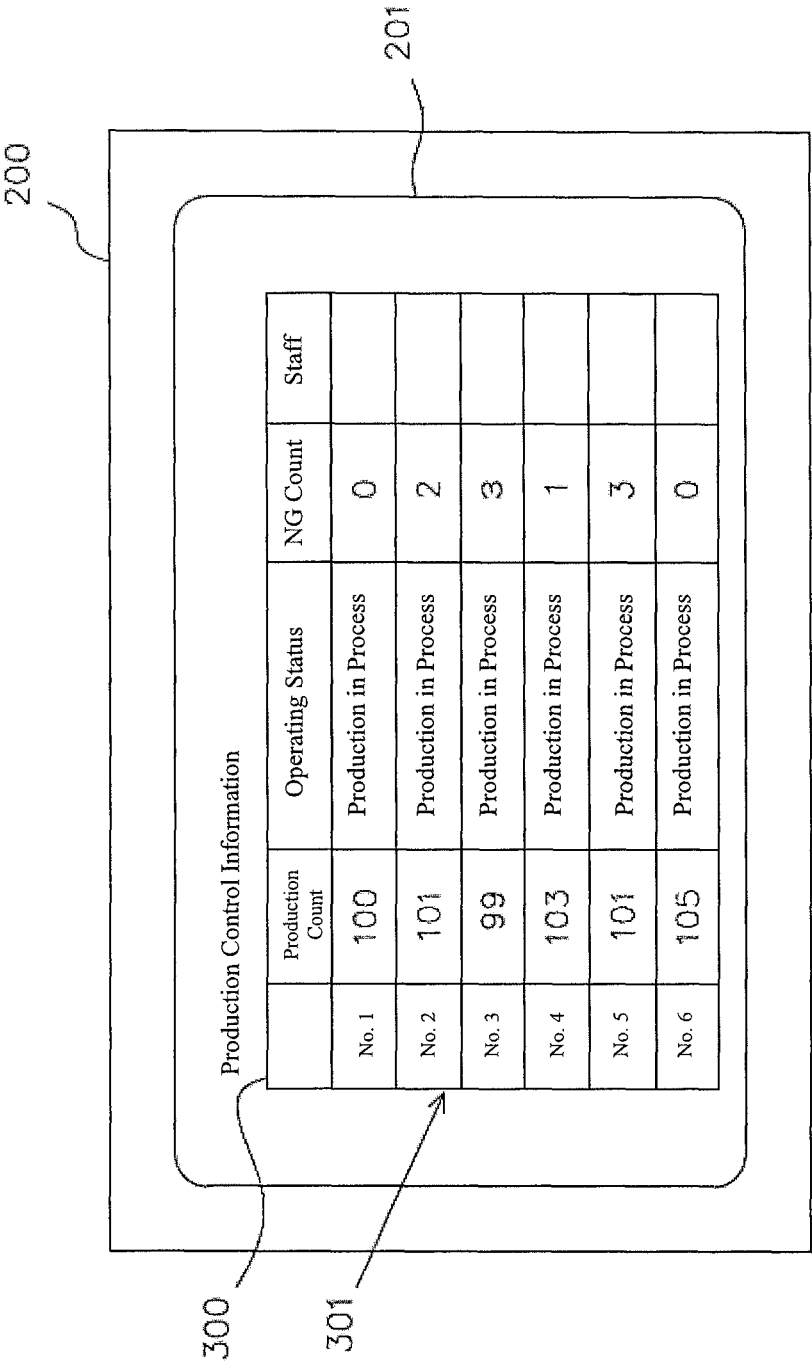 200
201
Production Control Information
Production Count Operating Status NG Count Staff
No. 1 100 Production in Process 0
No. 2 101 Production in Process 2
No. 3 99 Production in Process 3
No. 4 103 Production in Process 1
No. 5 101 Production in Process 3
No. 6 105 Production in Process 0
300
301